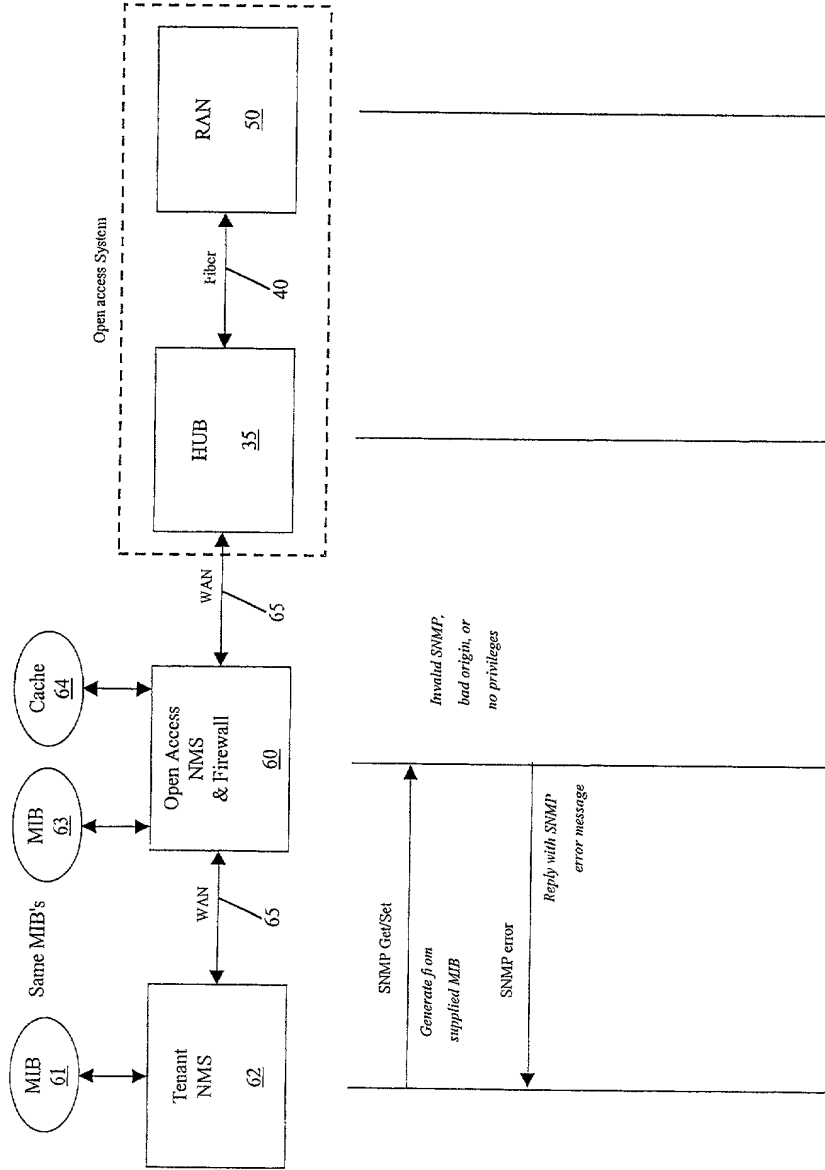 MIB
61
Same MIB's
MIB
63
Cache
64
Open access System
Tenant
NMS
62
WAN
65
Open Access
NMS
& Firewall
60
WAN
65
HUB
35
Fiber
40
RAN
50
SNMP Get/Set
Generate from
supplied MIB
SNMP error
Reply with SNMP
error message
Invalid SNMP,
bad origin, or
no privileges